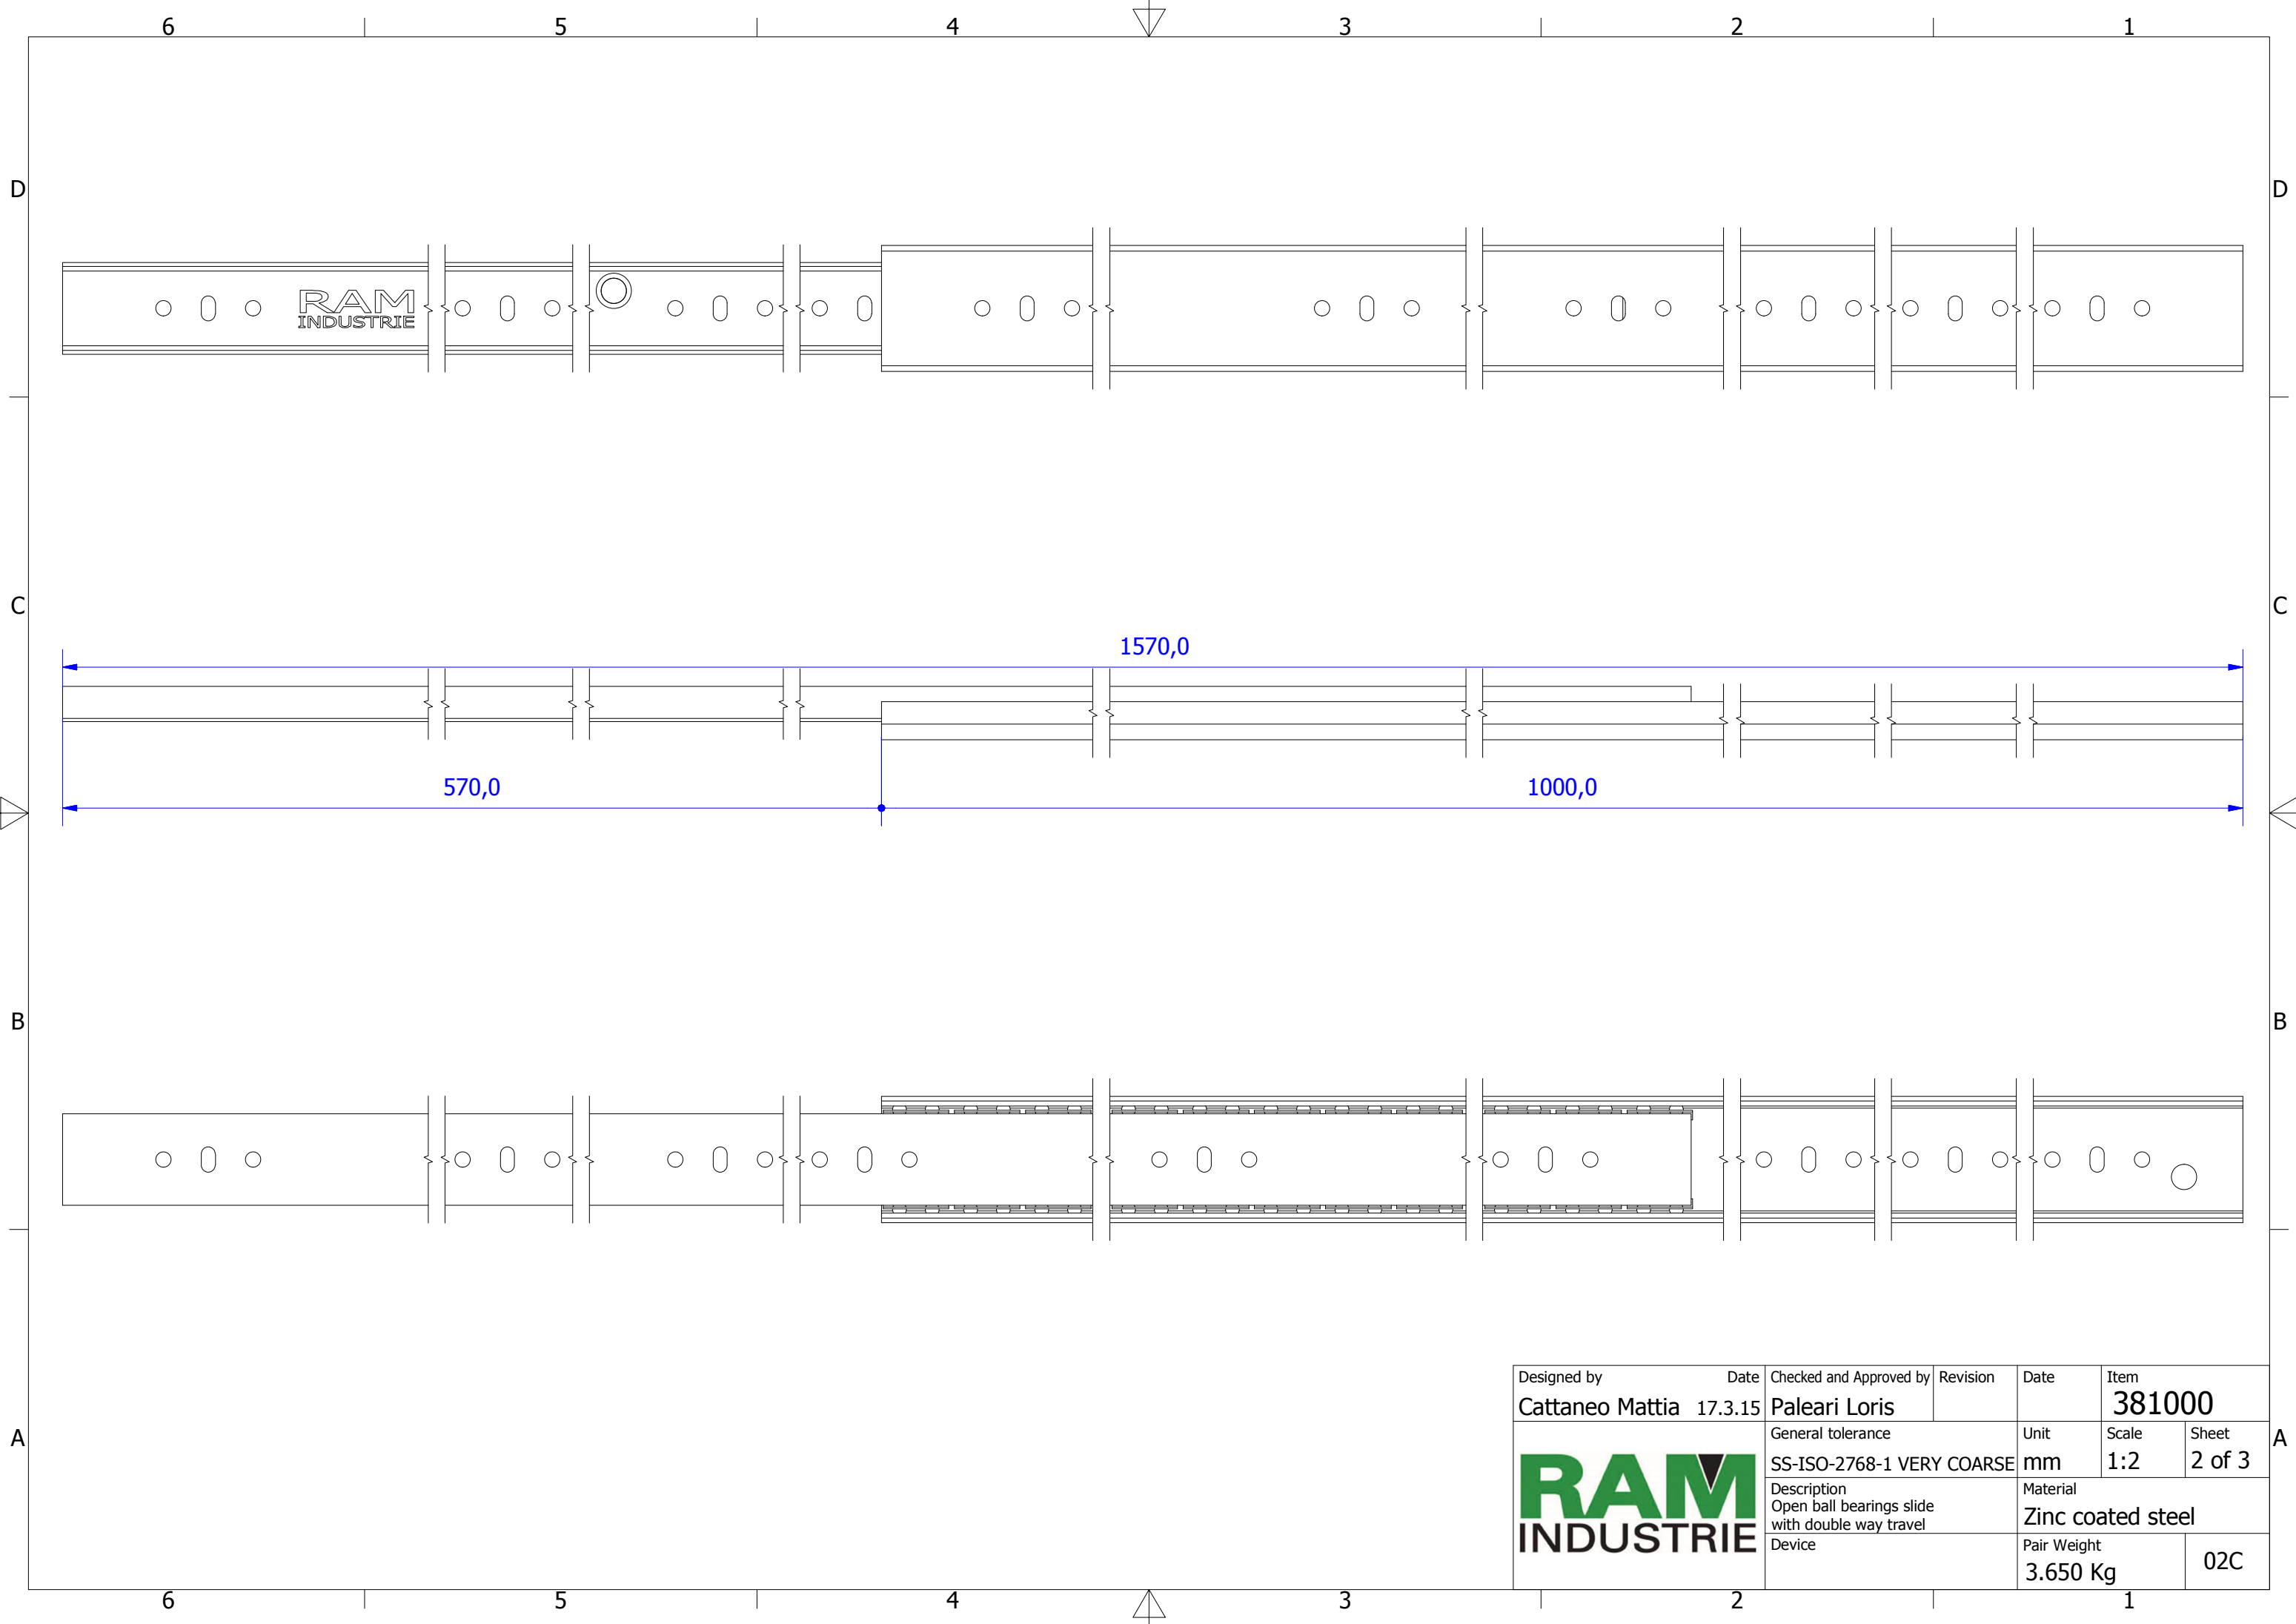 6 5 4 3 2 1
D D
RAM
INDUSTRIE
C C
1570,0
570,0 1000,0
B B
Designed by Date Checked and Approved by Revision Date Item
Cattaneo Mattia 17.3.15 Paleari Loris 381000
General tolerance Unit Scale Sheet
SS-ISO-2768-1 VERY COARSE mm 1:2 2 of 3
A A
RAM
INDUSTRIE
Description Material
Open ball bearings slide
with double way travel
Zinc coated steel
Device Pair Weight
3.650 Kg 02C
6 5 4 3 2 1